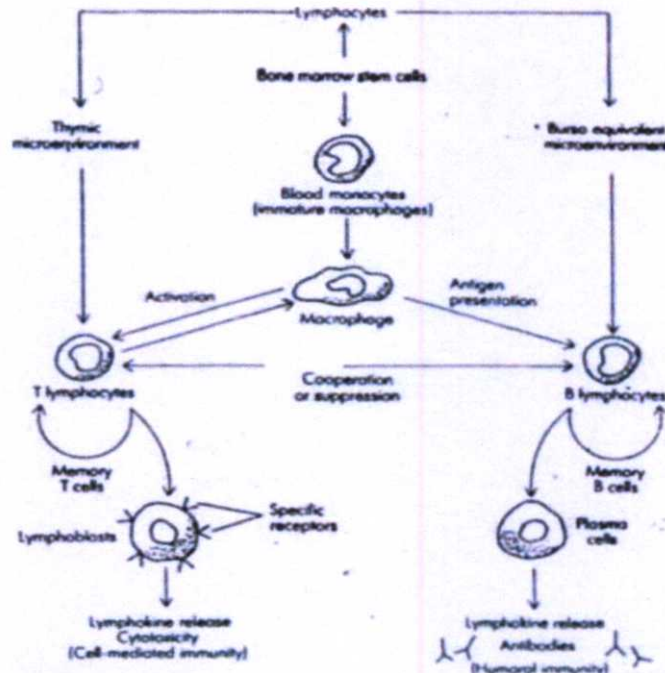 Lymphocytes
Bone marrow stem cells
Thymic
microenvironment
Bursa equivalent
microenvironment
Blood monocytes
(immature macrophages)
Activation
Antigen
presentation
Macrophage
T lymphocytes
Cooperation
or suppression
B lymphocytes
Memory
T cells
Memory
B cells
Specific
receptors
Lymphoblasts
Plasma
cells
Lymphokine release
Cytotoxicity
(Cell-mediated immunity)
Lymphokine release
Antibodies
(Humoral immunity)